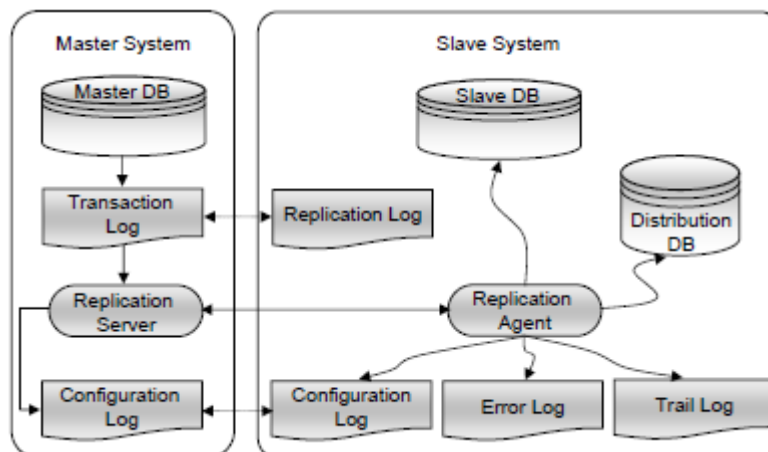 Master System
Slave System
Master DB
Slave DB
Transaction
Log
Replication Log
Distribution
DB
Replication
Server
Replication
Agent
Configuration
Log
Configuration
Log
Error Log
Trail Log